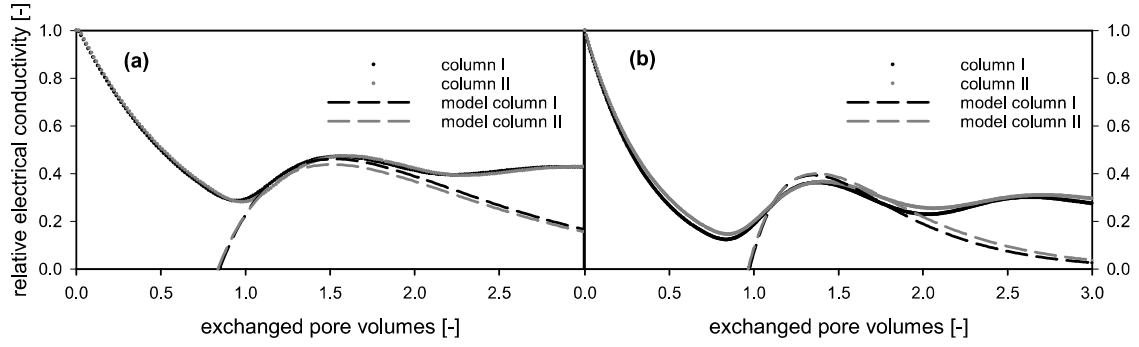 relative electrical conductivity [-]
1.0
0.8
0.6
0.4
0.2
0.0
(a)
column I
column II
model column I
model column II
0.0 0.5 1.0 1.5 2.0 2.5
exchanged pore volumes [-]
(b)
column I
column II
model column I
model column II
1.0
0.8
0.6
0.4
0.2
0.0
0.0 0.5 1.0 1.5 2.0 2.5 3.0
exchanged pore volumes [-]